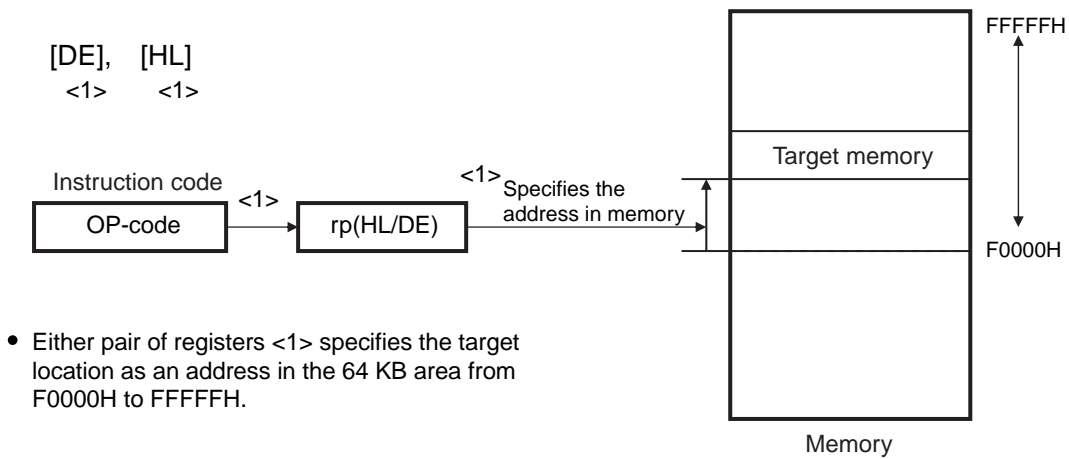 [DE], [HL]
<1> <1>
FFFFFH
Target memory
Instruction code
<1>
<1>
Specifies the
address in memory
OP-code
rp(HL/DE)
F0000H
• Either pair of registers <1> specifies the target
location as an address in the 64 KB area from
F0000H to FFFFFH.
Memory